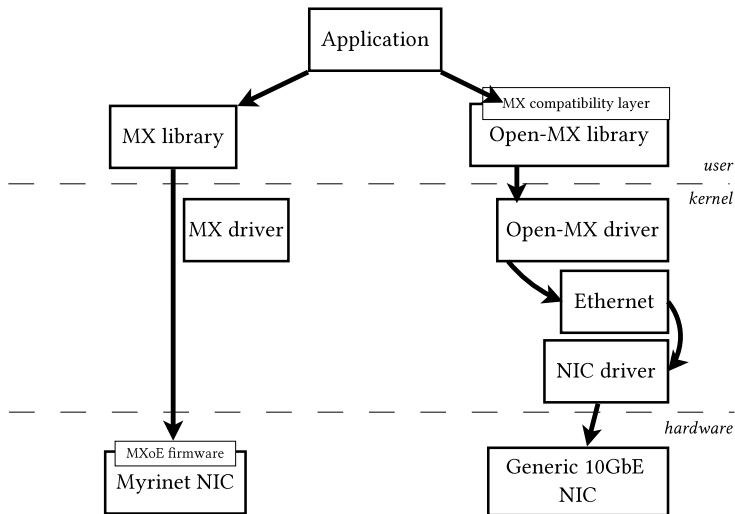 Application
MX compatibility layer
MX library
Open-MX library
user
kernel
MX driver
Open-MX driver
Ethernet
NIC driver
hardware
MXoE firmware
Myrinet NIC
Generic 10GbE
NIC